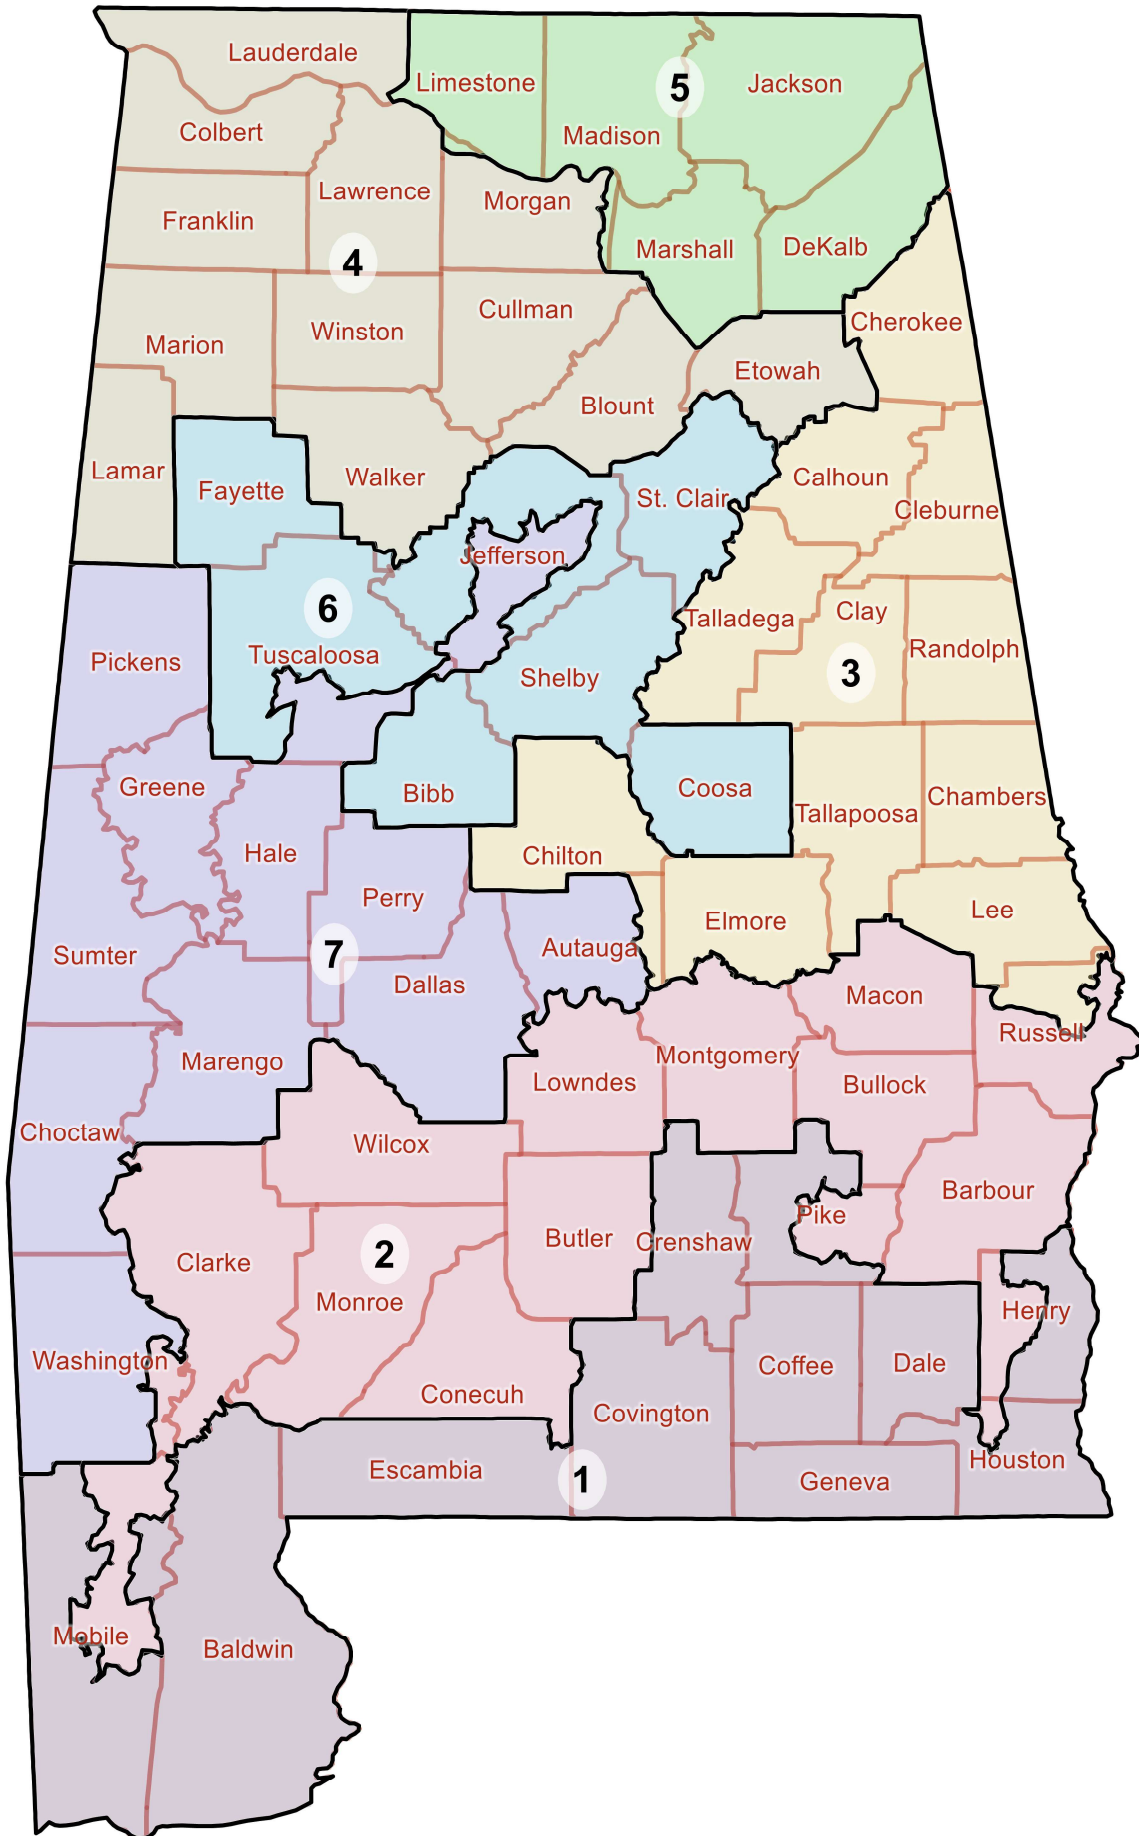 Lauderdale
Limestone
5
Jackson
Colbert
Madison
Lawrence
Morgan
Franklin
Marshall
DeKalb
4
Cullman
Cherokee
Winston
Marion
Etowah
Blount
Lamar
Walker
Calhoun
Fayette
St. Clair
Cleburne
Jefferson
6
Talladega
Clay
Randolph
Tuscaloosa
Pickens
Shelby
3
Greene
Bibb
Coosa
Chambers
Tallapoosa
Hale
Chilton
Perry
Elmore
Lee
Sumter
7
Autauga
Dallas
Macon
Russell
Marengo
Montgomery
Lowndes
Bullock
Choctaw
Wilcox
Barbour
Pike
Clarke
2
Butler
Crenshaw
Monroe
Henry
Washington
Coffee
Dale
Conecuh
Covington
Escambia
1
Geneva
Houston
Mobile
Baldwin